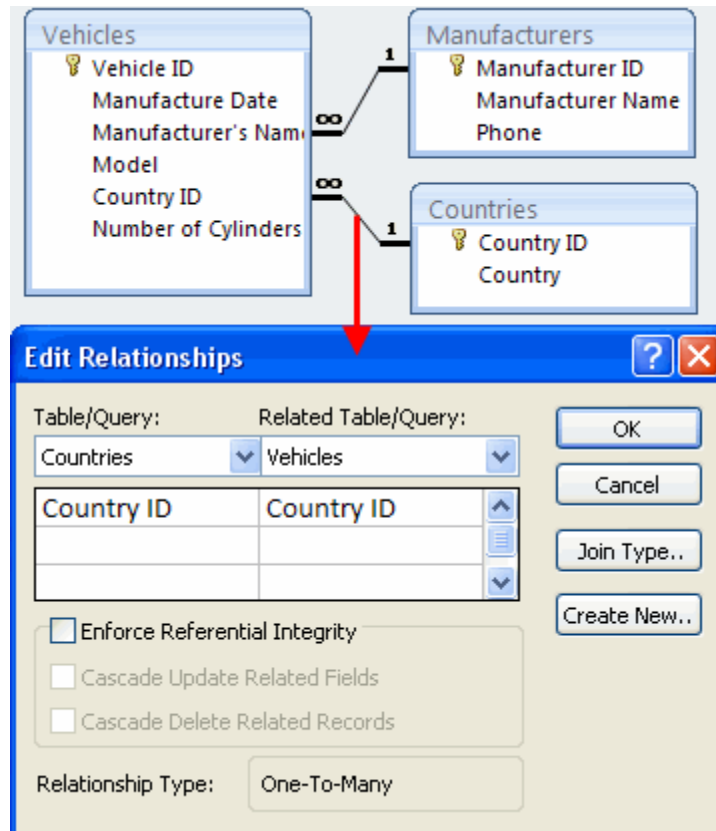 Vehicles
Vehicle ID
Manufacture Date
Manufacturer's Nam
Model
Country ID
Number of Cylinders
∞
∞
1
1
Manufacturers
Manufacturer ID
Manufacturer Name
Phone
Countries
Country ID
Country
Edit Relationships
?
Table/Query: Related Table/Query:
Countries Vehicles
Country ID Country ID
Enforce Referential Integrity
Cascade Update Related Fields
Cascade Delete Related Records
Relationship Type: One-To-Many
OK
Cancel
Join Type..
Create New..